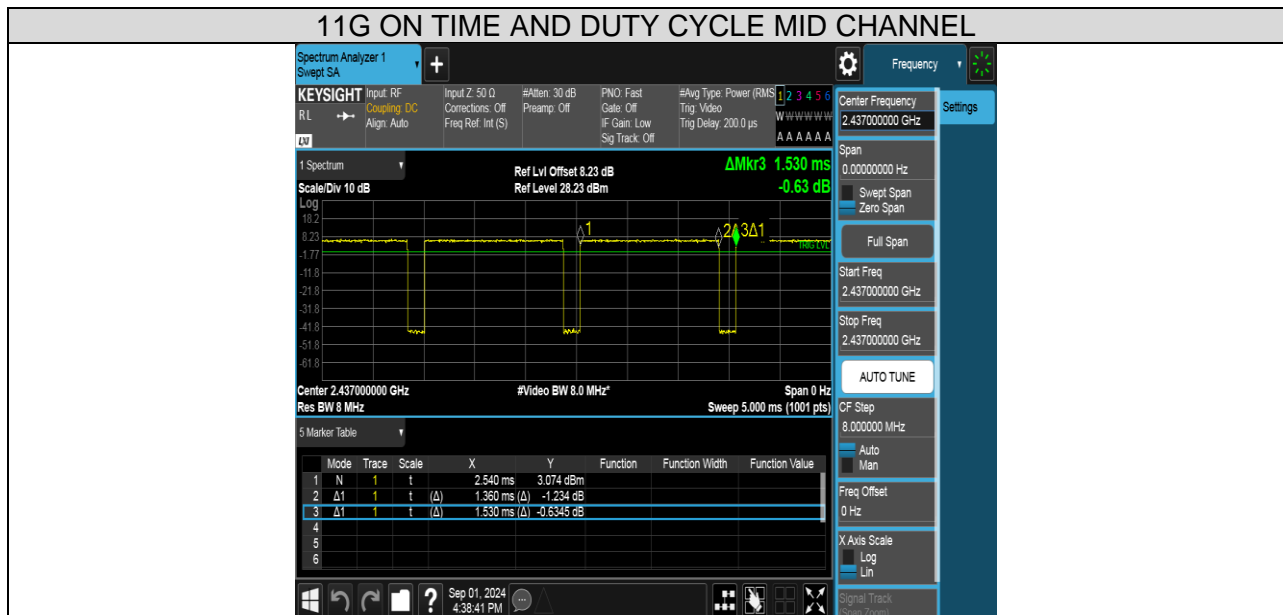 11G ON TIME AND DUTY CYCLE MID CHANNEL
Spectrum Analyzer 1
Swept SA
+
Frequency
KEYSIGHT
RL
LXI
Input: RF
Coupling: DC
Align: Auto
Input Z: 50 Ω
Corrections: Off
Freq Ref: Int (S)
#Atten: 30 dB
Preamp: Off
PNO: Fast
Gate: Off
IF Gain: Low
Sig Track: Off
#Avg Type: Power (RMS
Trig: Video
Trig Delay: 200.0 µs
1 2 3 4 5 6
W W W W W W
A A A A A A
Center Frequency
2.437000000 GHz
Settings
Span
0.00000000 Hz
Swept Span
Zero Span
Full Span
Start Freq
2.437000000 GHz
Stop Freq
2.437000000 GHz
AUTO TUNE
CF Step
8.000000 MHz
Auto
Man
Freq Offset
0 Hz
X Axis Scale
Log
Lin
Signal Track
(Span Zoom)
1 Spectrum
Scale/Div 10 dB
Ref Lvl Offset 8.23 dB
Ref Level 28.23 dBm
ΔMkr3 1.530 ms
-0.63 dB
Log
18.2
8.23
-1.77
-11.8
-21.8
-31.8
-41.8
-51.8
-61.8
1
2Δ 3Δ1
TRIG LVL
Center 2.437000000 GHz
#Video BW 8.0 MHz*
Span 0 Hz
Res BW 8 MHz
Sweep 5.000 ms (1001 pts)
5 Marker Table
Mode Trace Scale X Y Function Function Width Function Value
1 N 1 t 2.540 ms 3.074 dBm
2 Δ1 1 t (Δ) 1.360 ms (Δ) -1.234 dB
3 Δ1 1 t (Δ) 1.530 ms (Δ) -0.6345 dB
4
5
6
?
Sep 01, 2024
4:38:41 PM